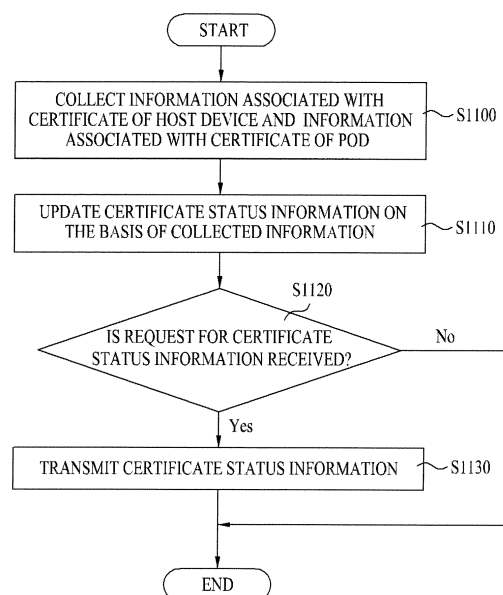 START
COLLECT INFORMATION ASSOCIATED WITH
CERTIFICATE OF HOST DEVICE AND INFORMATION
ASSOCIATED WITH CERTIFICATE OF POD
S1100
UPDATE CERTIFICATE STATUS INFORMATION ON
THE BASIS OF COLLECTED INFORMATION
S1110
S1120
IS REQUEST FOR CERTIFICATE
STATUS INFORMATION RECEIVED?
No
Yes
TRANSMIT CERTIFICATE STATUS INFORMATION
S1130
END